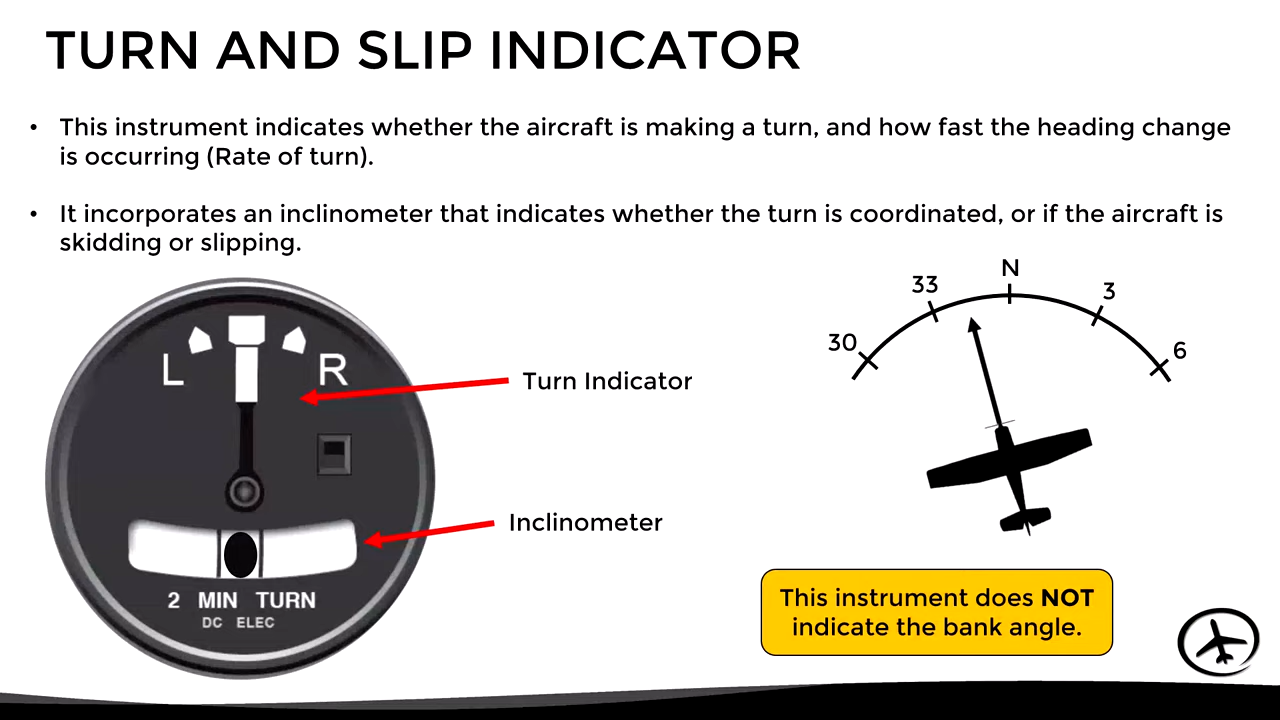 TURN AND SLIP INDICATOR
• This instrument indicates whether the aircraft is making a turn, and how fast the heading change
is occurring (Rate of turn).
• It incorporates an inclinometer that indicates whether the turn is coordinated, or if the aircraft is
skidding or slipping.
L R
Turn Indicator
Inclinometer
2 MIN TURN
DC ELEC
30 33 N 3 6
This instrument does NOT
indicate the bank angle.